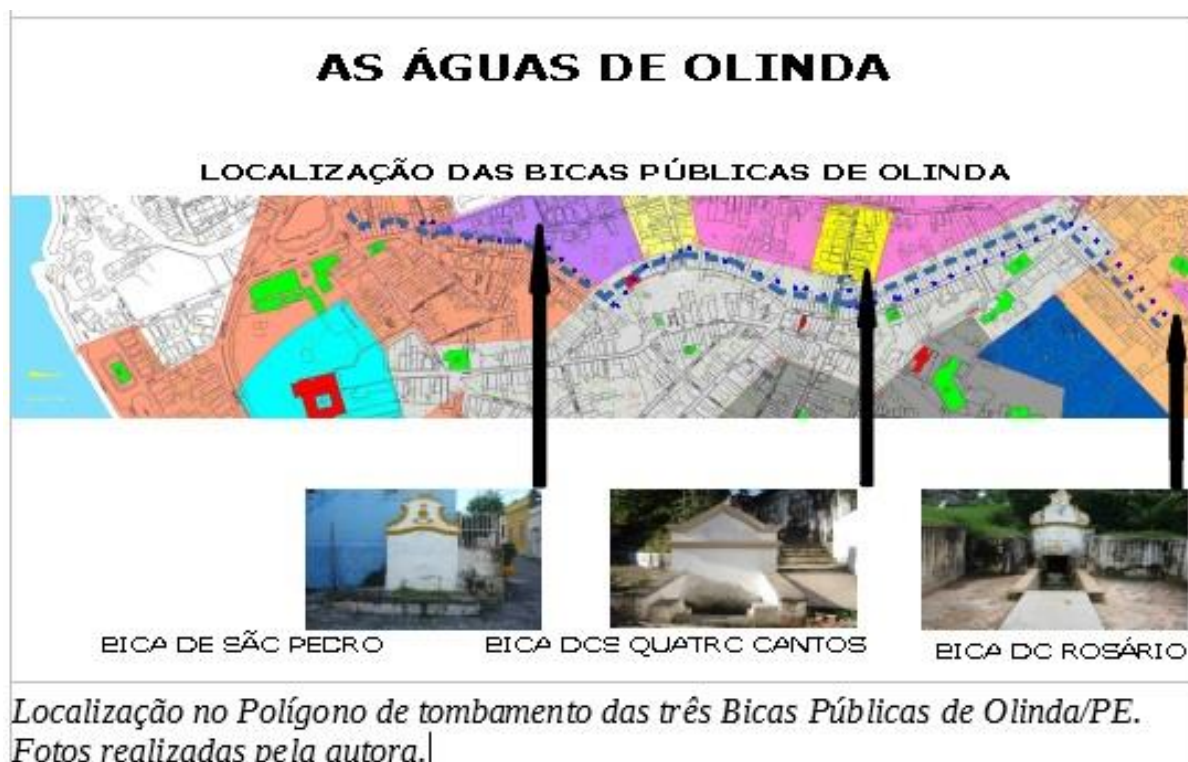 AS ÁGUAS DE OLINDA
LOCALIZAÇÃO DAS BICAS PÚBLICAS DE OLINDA
BICA DE SÃO PEDRO
BICA DOS QUATRO CANTOS
BICA DO ROSÁRIO
Localização no Polígono de tombamento das três Bicas Públicas de Olinda/PE.
Fotos realizadas pela autora.